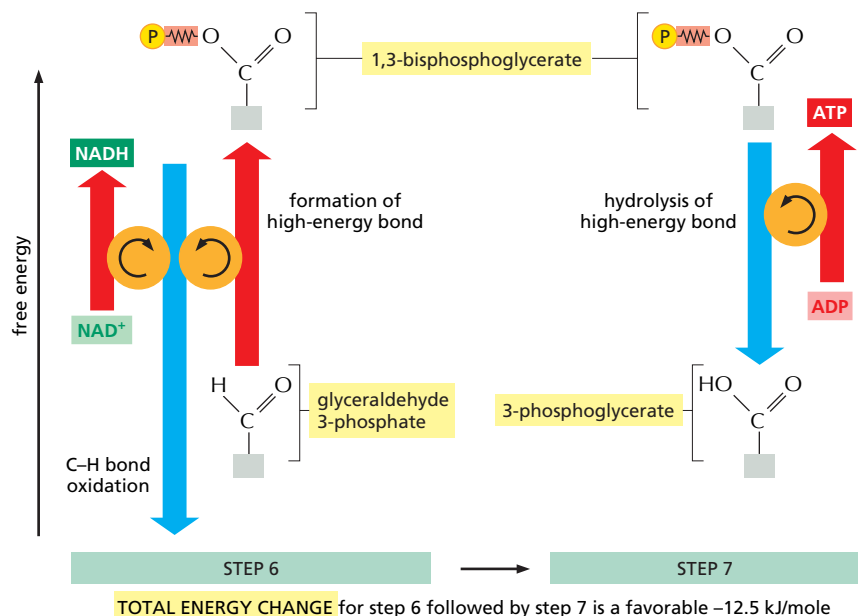 P
O
O
C
1,3-bisphosphoglycerate
P
O
O
C
NADH
ATP
formation of
high-energy bond
hydrolysis of
high-energy bond
free energy
NAD⁺
ADP
H
O
C
glyceraldehyde
3-phosphate
3-phosphoglycerate
HO
O
C
C–H bond
oxidation
STEP 6
STEP 7
TOTAL ENERGY CHANGE for step 6 followed by step 7 is a favorable –12.5 kJ/mole